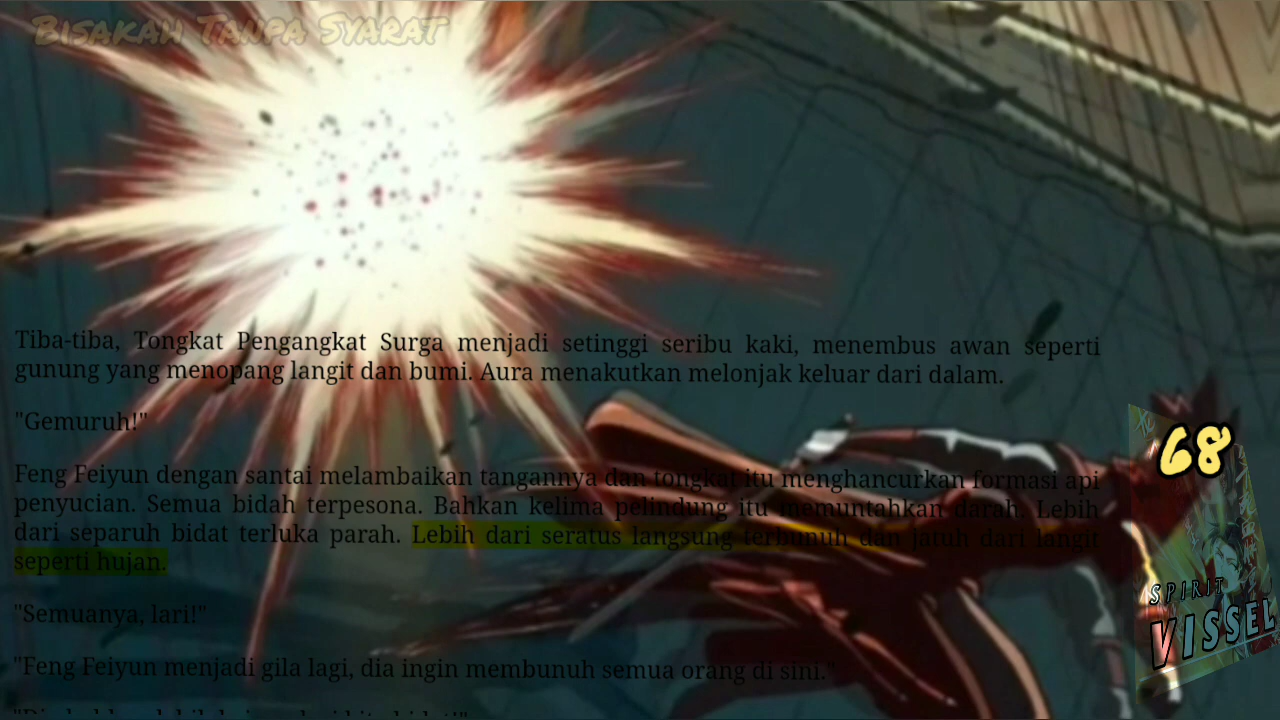 Bisakah Tanpa Syarat
Tiba-tiba, Tongkat Pengangkat Surga menjadi setinggi seribu kaki, menembus awan seperti
gunung yang menopang langit dan bumi. Aura menakutkan melonjak keluar dari dalam.
"Gemuruh!"
Feng Feiyun dengan santai melambaikan tangannya dan tongkat itu menghancurkan formasi api
penyucian. Semua bidah terpesona. Bahkan kelima pelindung itu memuntahkan darah. Lebih
dari separuh bidat terluka parah. Lebih dari seratus langsung terbunuh dan jatuh dari langit
seperti hujan.
"Semuanya, lari!"
"Feng Feiyun menjadi gila lagi, dia ingin membunuh semua orang di sini."
68
SPIRIT
VISSEL